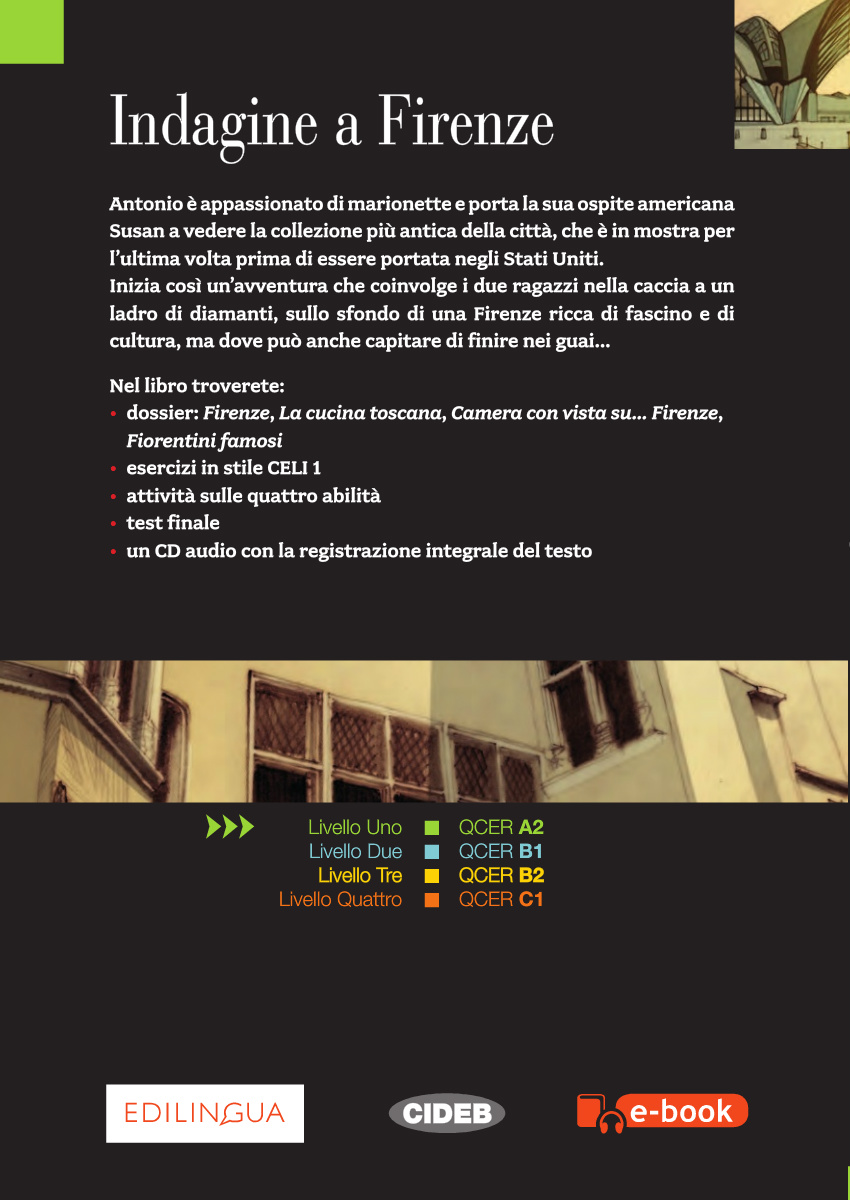 Indagine a Firenze
Antonio è appassionato di marionette e porta la sua ospite americana
Susan a vedere la collezione più antica della città, che è in mostra per
l'ultima volta prima di essere portata negli Stati Uniti.
Inizia così un'avventura che coinvolge i due ragazzi nella caccia a un
ladro di diamanti, sullo sfondo di una Firenze ricca di fascino e di
cultura, ma dove può anche capitare di finire nei guai...
Nel libro troverete:
• dossier: Firenze, La cucina toscana, Camera con vista su... Firenze,
Fiorentini famosi
• esercizi in stile CELI 1
• attività sulle quattro abilità
• test finale
• un CD audio con la registrazione integrale del testo
Livello Uno ■ QCER A2
Livello Due ■ QCER B1
Livello Tre ■ QCER B2
Livello Quattro ■ QCER C1
EDILINGUA
CIDEB
e-book